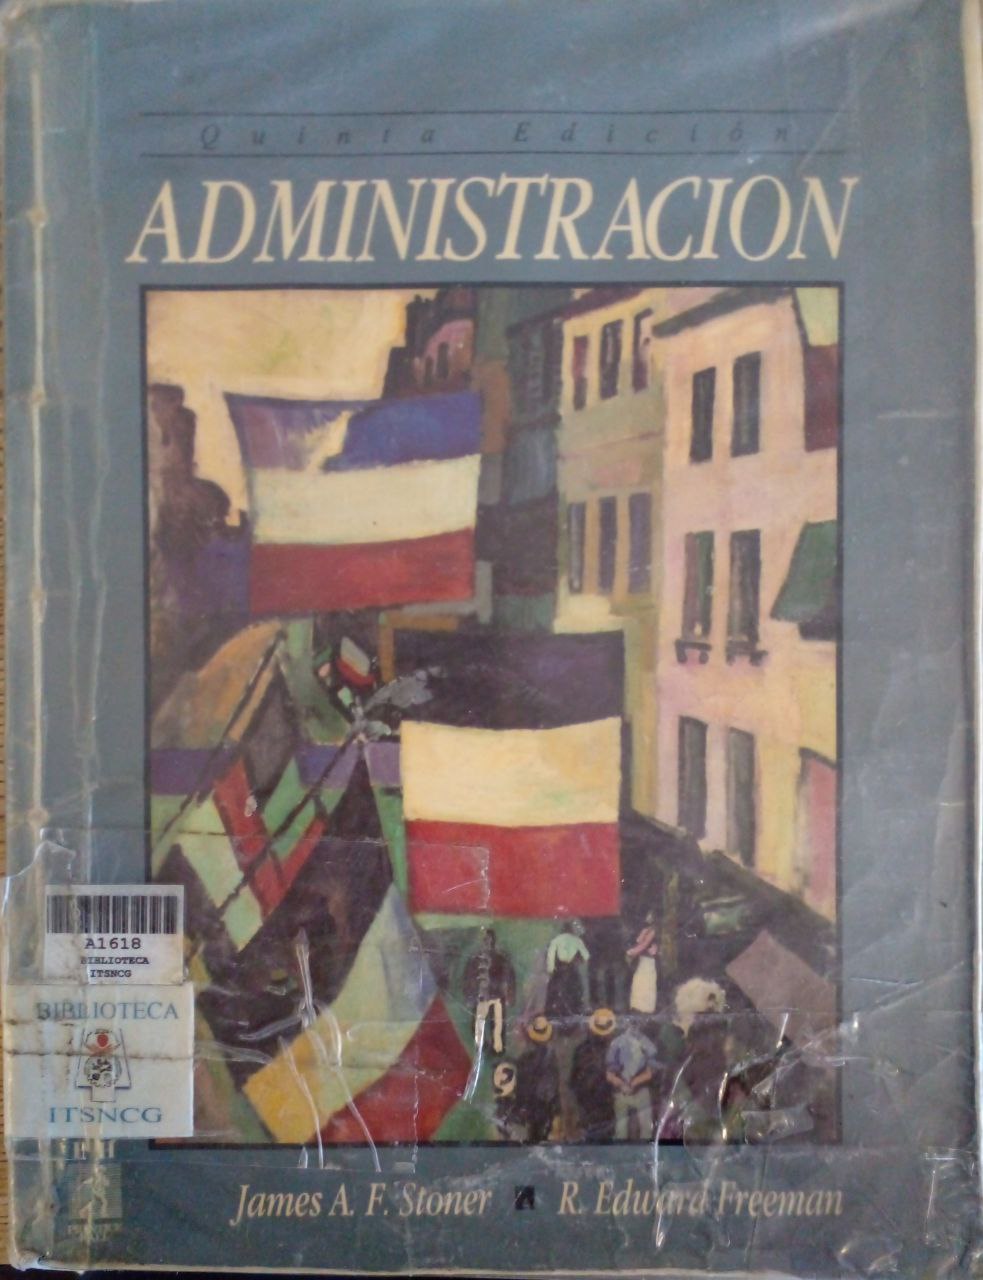 Quinta Edición
ADMINISTRACION
A1618
BIBLIOTECA
ITSNCG
BIBLIOTECA
ITSNCG
James A. F. Stoner R. Edward Freeman